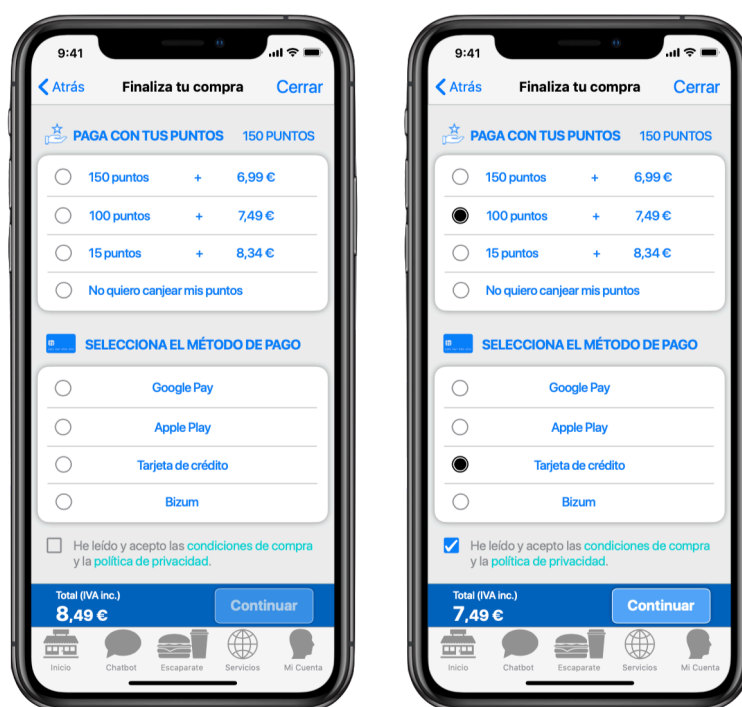 9:41
Atrás Finaliza tu compra Cerrar
PAGA CON TUS PUNTOS 150 PUNTOS
150 puntos + 6,99 €
100 puntos + 7,49 €
15 puntos + 8,34 €
No quiero canjear mis puntos
SELECCIONA EL MÉTODO DE PAGO
Google Pay
Apple Play
Tarjeta de crédito
Bizum
He leído y acepto las condiciones de compra
y la política de privacidad.
Total (IVA inc.)
8,49 € Continuar
Inicio Chatbot Escaparate Servicios Mi Cuenta
9:41
Atrás Finaliza tu compra Cerrar
PAGA CON TUS PUNTOS 150 PUNTOS
150 puntos + 6,99 €
100 puntos + 7,49 €
15 puntos + 8,34 €
No quiero canjear mis puntos
SELECCIONA EL MÉTODO DE PAGO
Google Pay
Apple Play
Tarjeta de crédito
Bizum
He leído y acepto las condiciones de compra
y la política de privacidad.
Total (IVA inc.)
7,49 € Continuar
Inicio Chatbot Escaparate Servicios Mi Cuenta